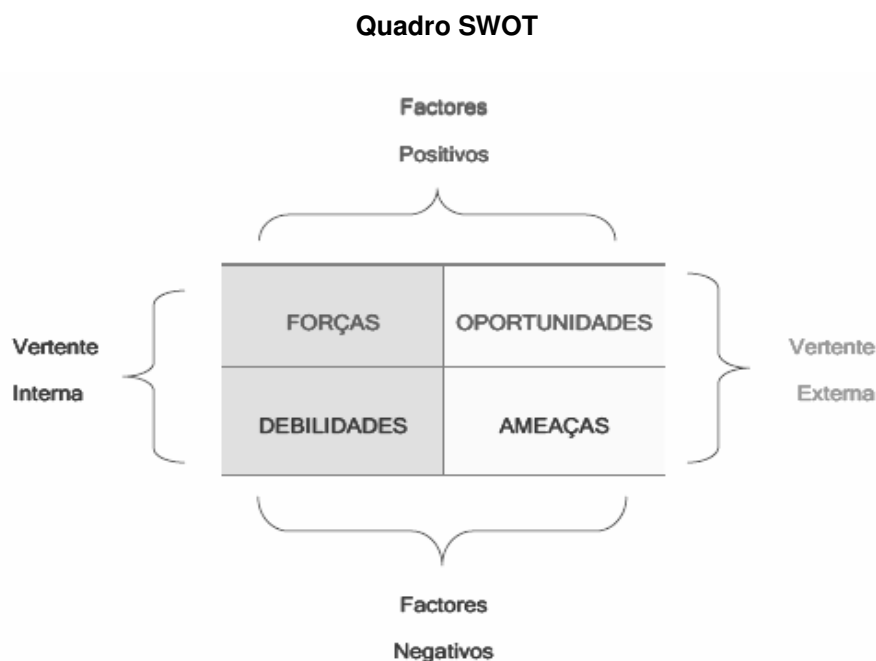 Quadro SWOT
Factores
Positivos
FORÇAS
OPORTUNIDADES
Vertente
Interna
Vertente
Externa
DEBILIDADES
AMEAÇAS
Factores
Negativos